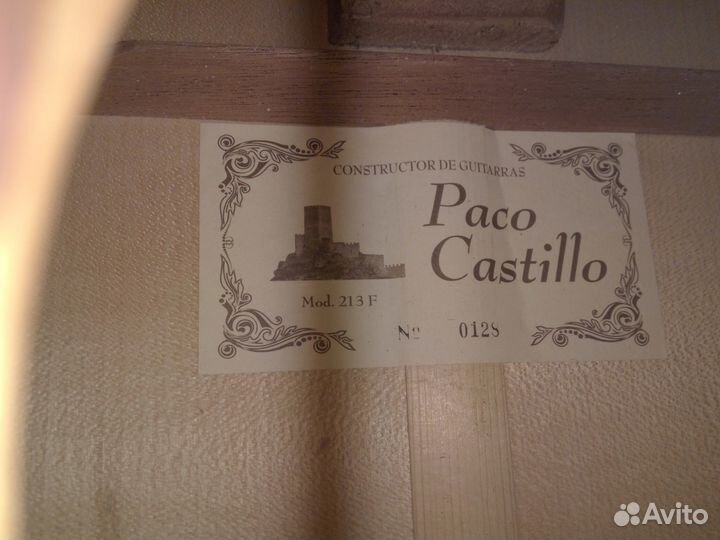 CONSTRUCTOR DE GUITARRAS
Paco
Castillo
Mod. 213 F
Nº 0128
Avito